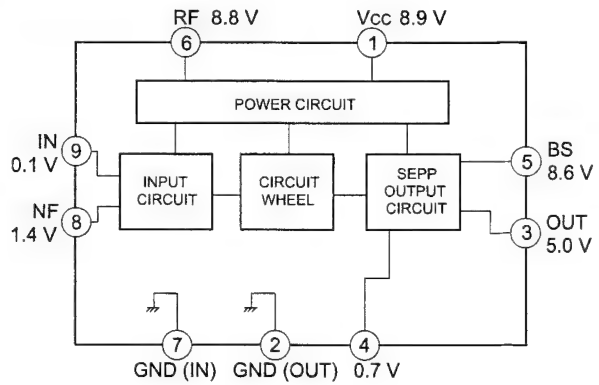 RF 8.8 V
Vcc 8.9 V
6
1
POWER CIRCUIT
IN
0.1 V
9
INPUT
CIRCUIT
CIRCUIT
WHEEL
SEPP
OUTPUT
CIRCUIT
5
BS
8.6 V
NF
1.4 V
8
3
OUT
5.0 V
7
2
4
GND (IN)
GND (OUT)
0.7 V